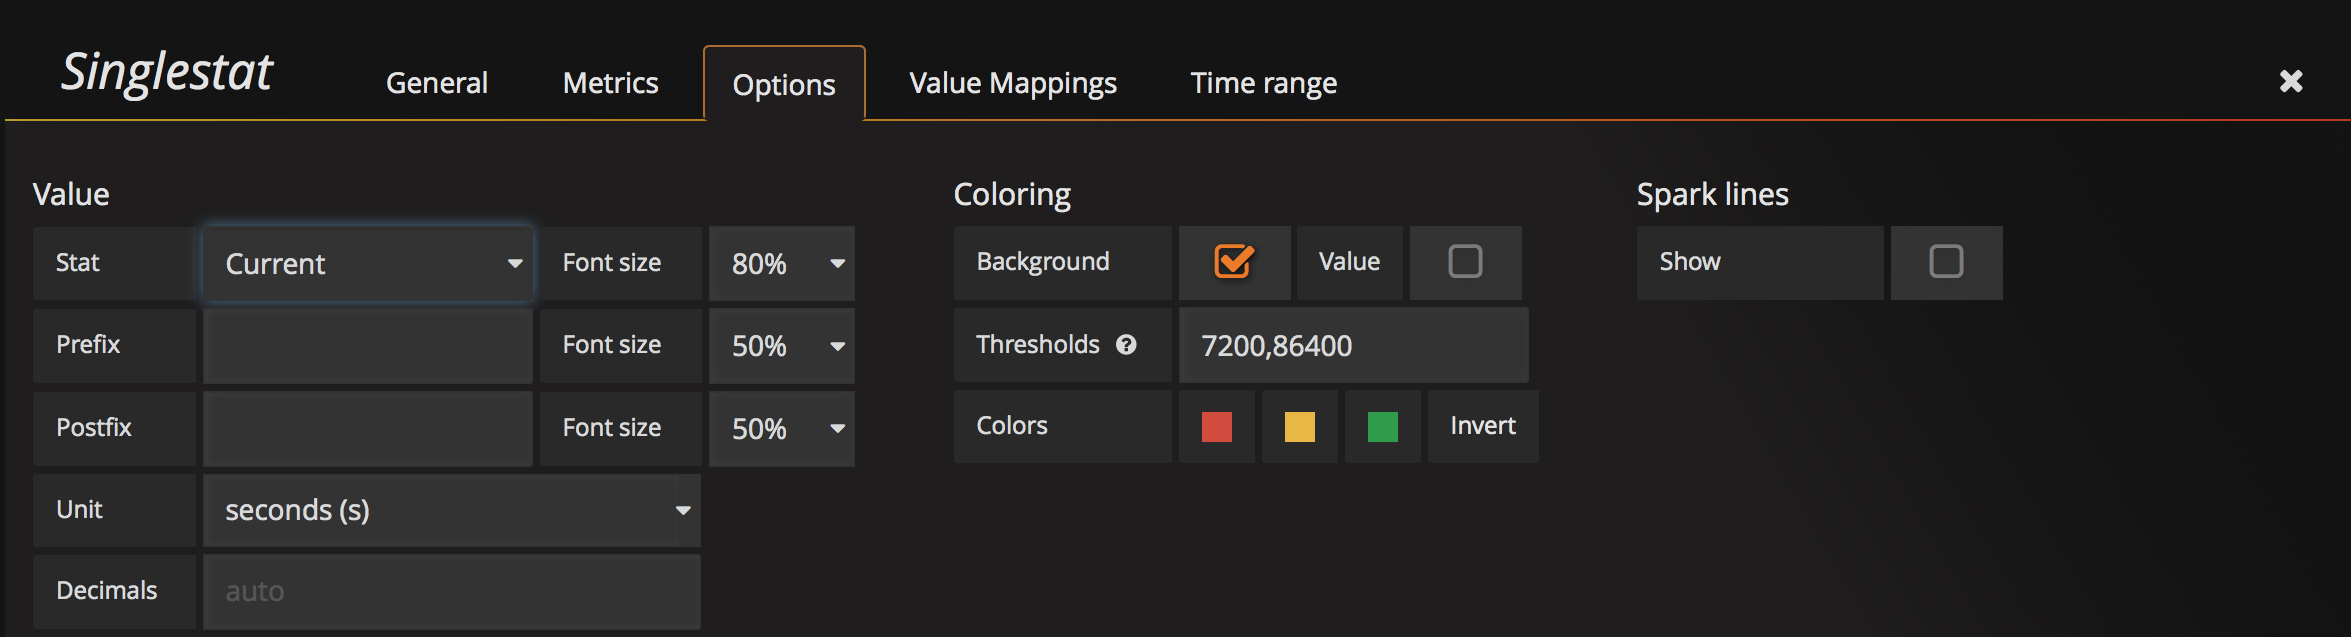 Singlestat General Metrics Options Value Mappings Time range
Value
Stat Current Font size 80%
Prefix Font size 50%
Postfix Font size 50%
Unit seconds (s)
Decimals auto
Coloring
Background Value
Thresholds 7200,86400
Colors Invert
Spark lines
Show